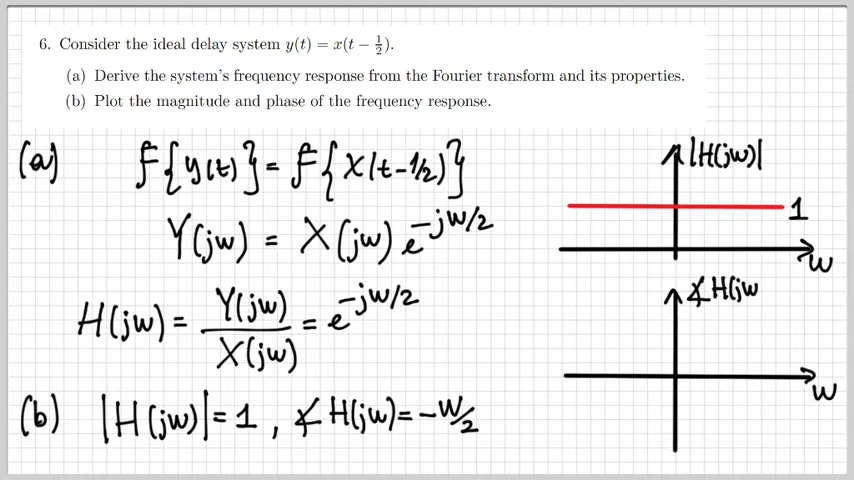 6. Consider the ideal delay system y(t) = x(t − 1/2).
(a) Derive the system's frequency response from the Fourier transform and its properties.
(b) Plot the magnitude and phase of the frequency response.
(a) F{y(t)} = F{X(t-1/2)}
Y(jw) = X(jw) e^-jw/2
H(jw) = Y(jw)/X(jw) = e^-jw/2
(b) |H(jw)| = 1, ∡H(jw) = -w/2
|H(jw)|
1
w
∡H(jw
w